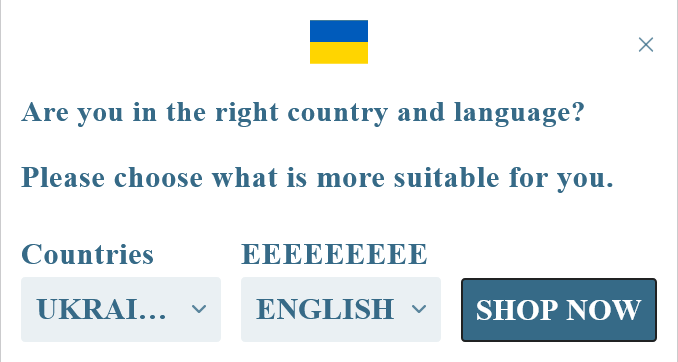 Are you in the right country and language?
Please choose what is more suitable for you.
Countries EEEEEEEEE
UKRAI... ENGLISH SHOP NOW